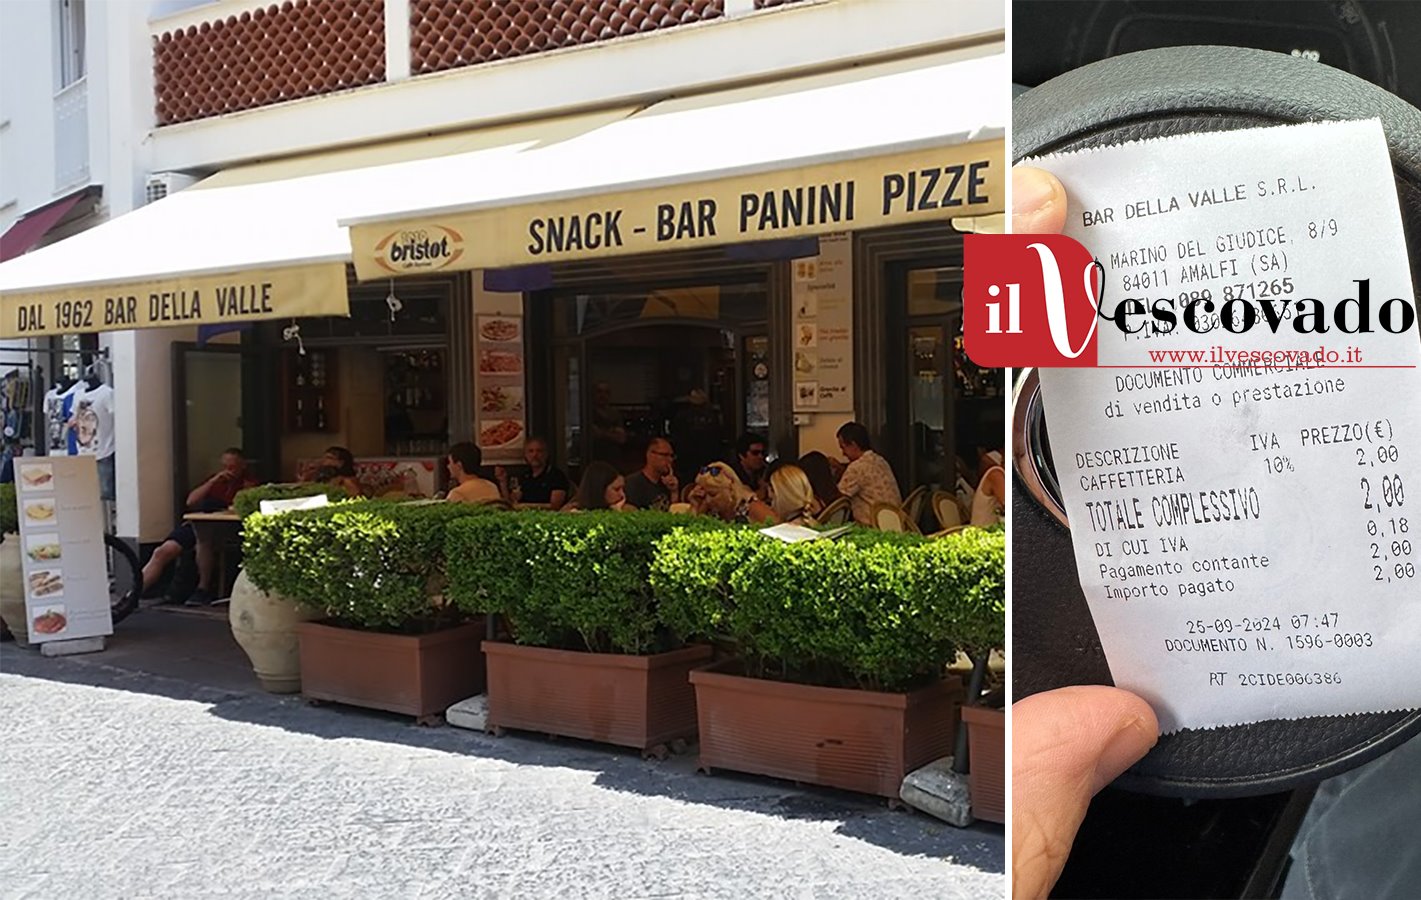 SNACK - BAR PANINI PIZZE
bristot
DAL 1962 BAR DELLA VALLE
BAR DELLA VALLE S.R.L.
MARINO DEL GIUDICE, 8/9
84011 AMALFI (SA)
089 871265
P.IVA
il Vescovado
www.ilvescovado.it
DOCUMENTO COMMERCIALE
di vendita o prestazione
DESCRIZIONE IVA PREZZO(€)
CAFFETTERIA 10% 2,00
TOTALE COMPLESSIVO 2,00
DI CUI IVA 0,18
Pagamento contante 2,00
Importo pagato 2,00
25-09-2024 07:47
DOCUMENTO N. 1596-0003
RT 2CIDE006386